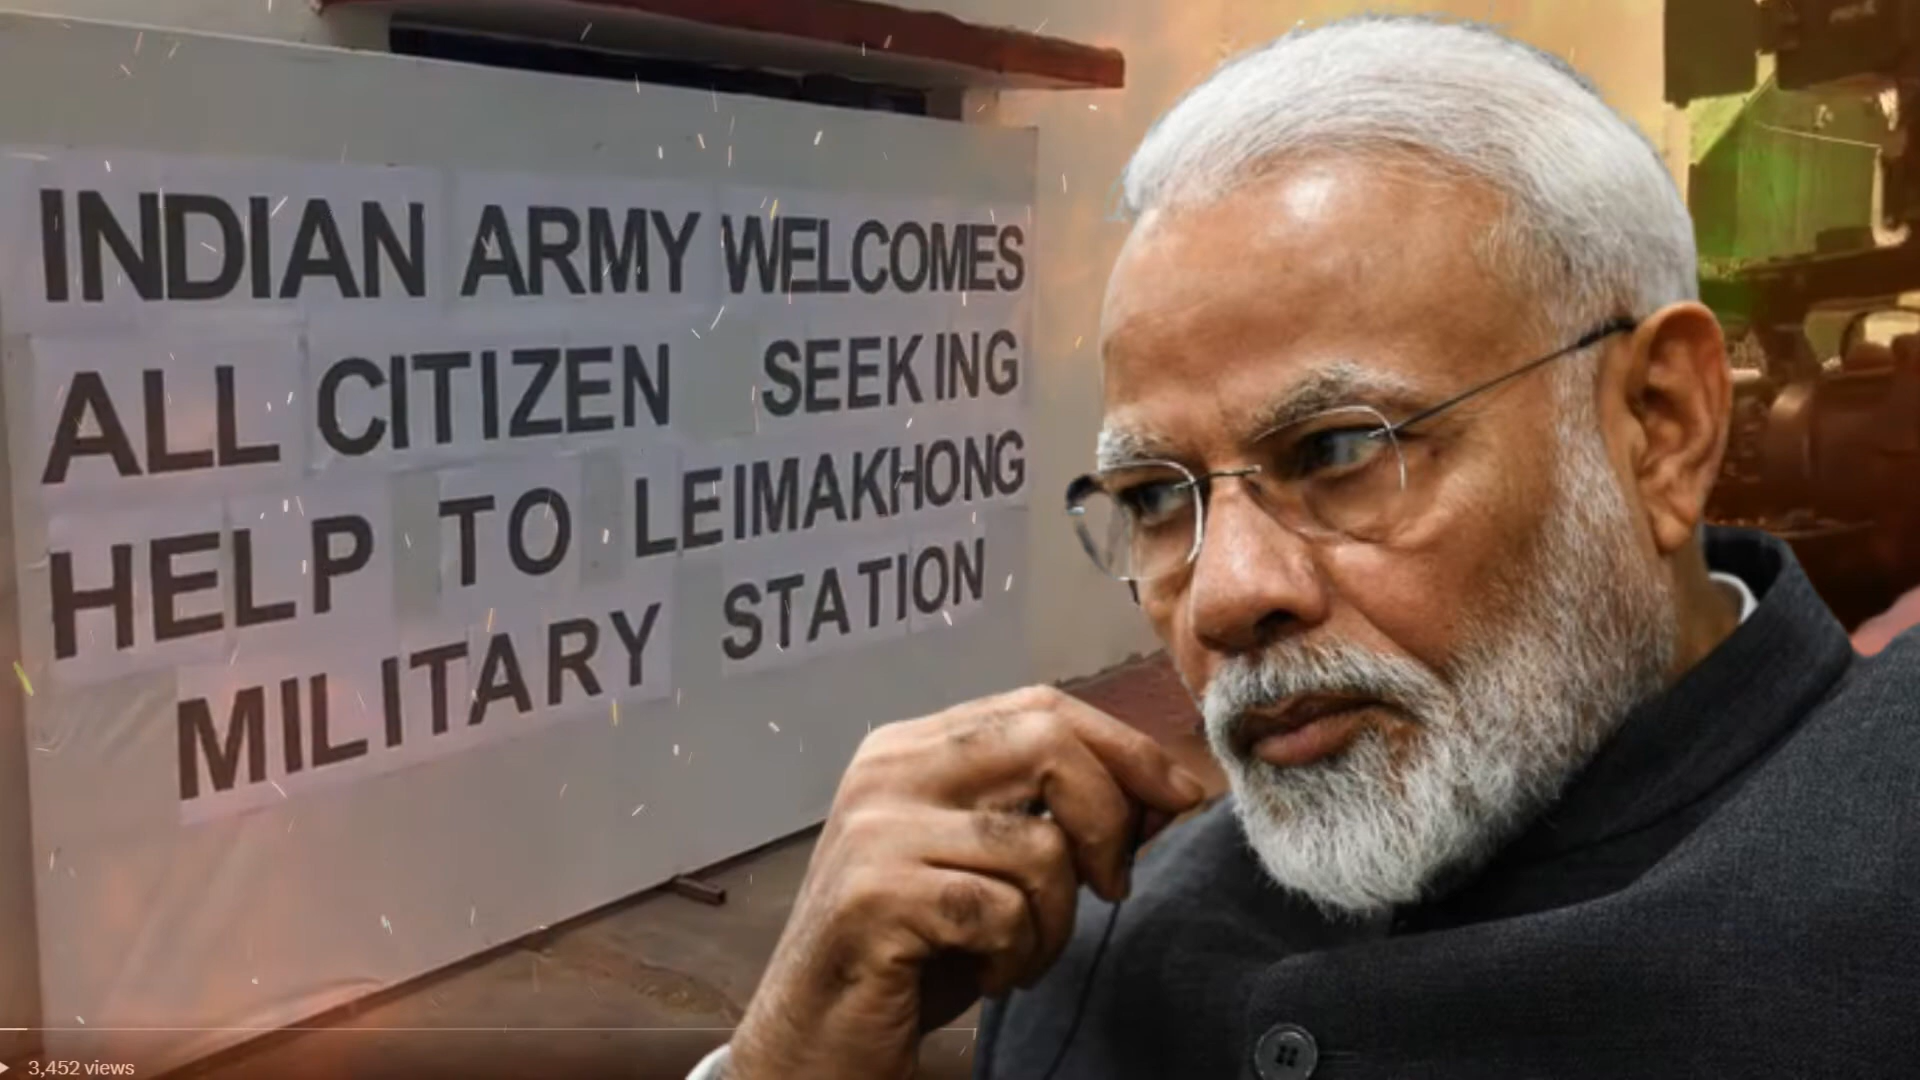 INDIAN ARMY WELCOMES
ALL CITIZEN SEEKING
HELP TO LEIMAKHONG
MILITARY STATION
3,452 views